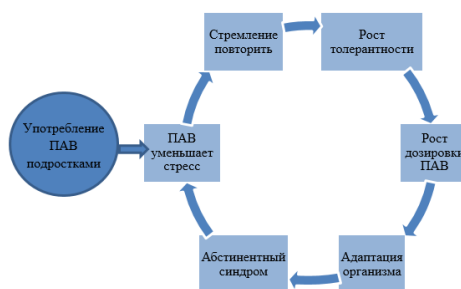 Употребление
ПАВ
подростками
ПАВ
уменьшает
стресс
Стремление
повторить
Рост
толерантности
Рост
дозировки
ПАВ
Адаптация
организма
Абстинентный
синдром